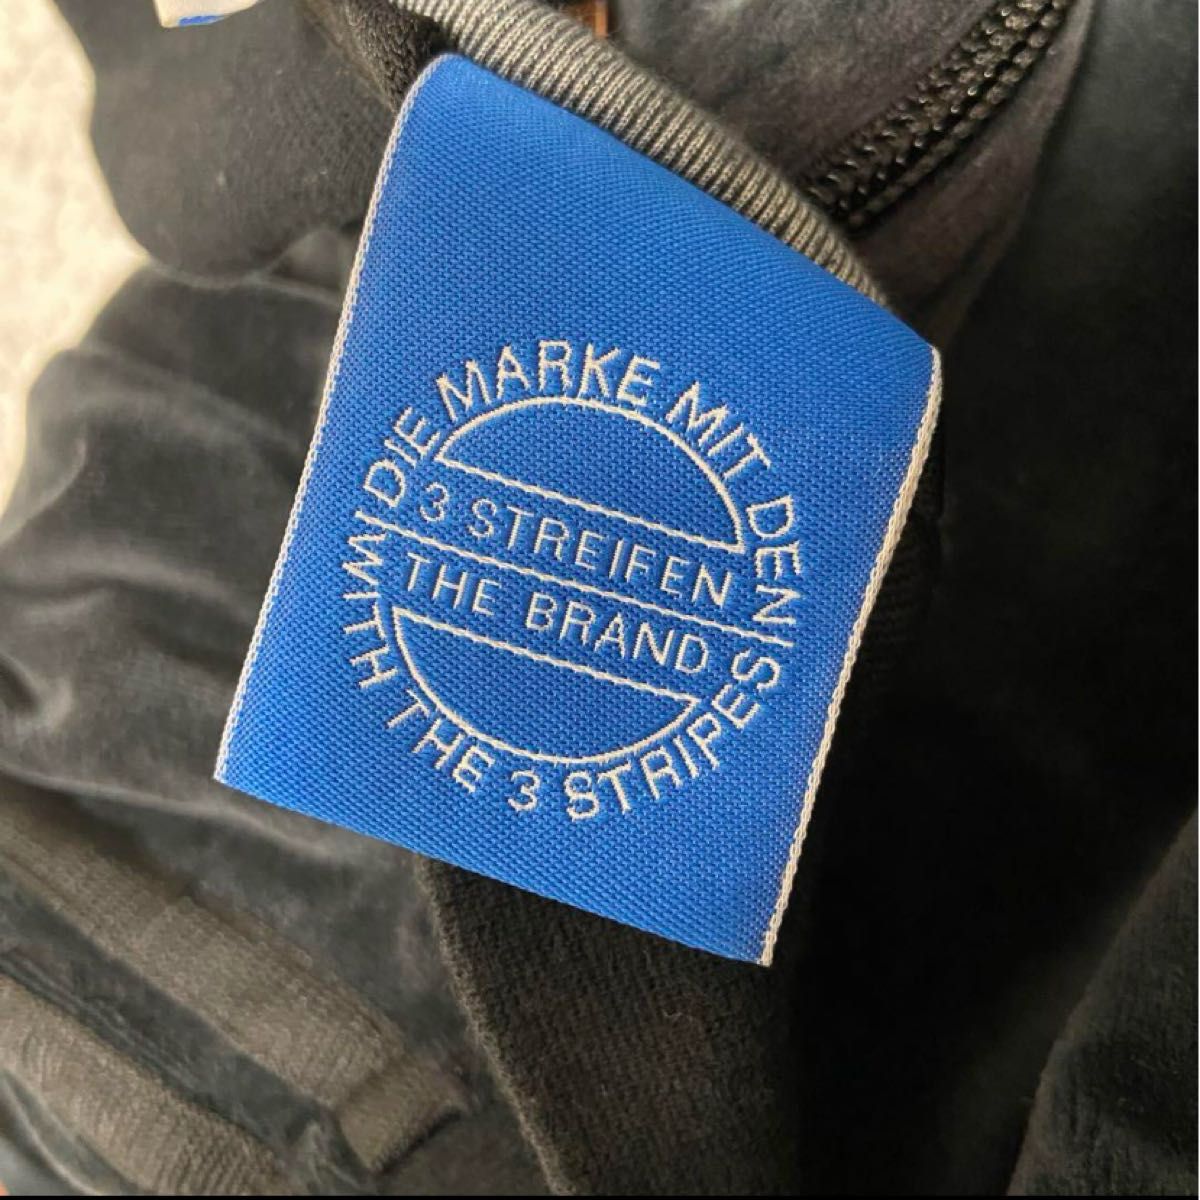 DIE MARKE MIT DEN
3 STREIFEN
THE BRAND
WITH THE 3 STRIPES